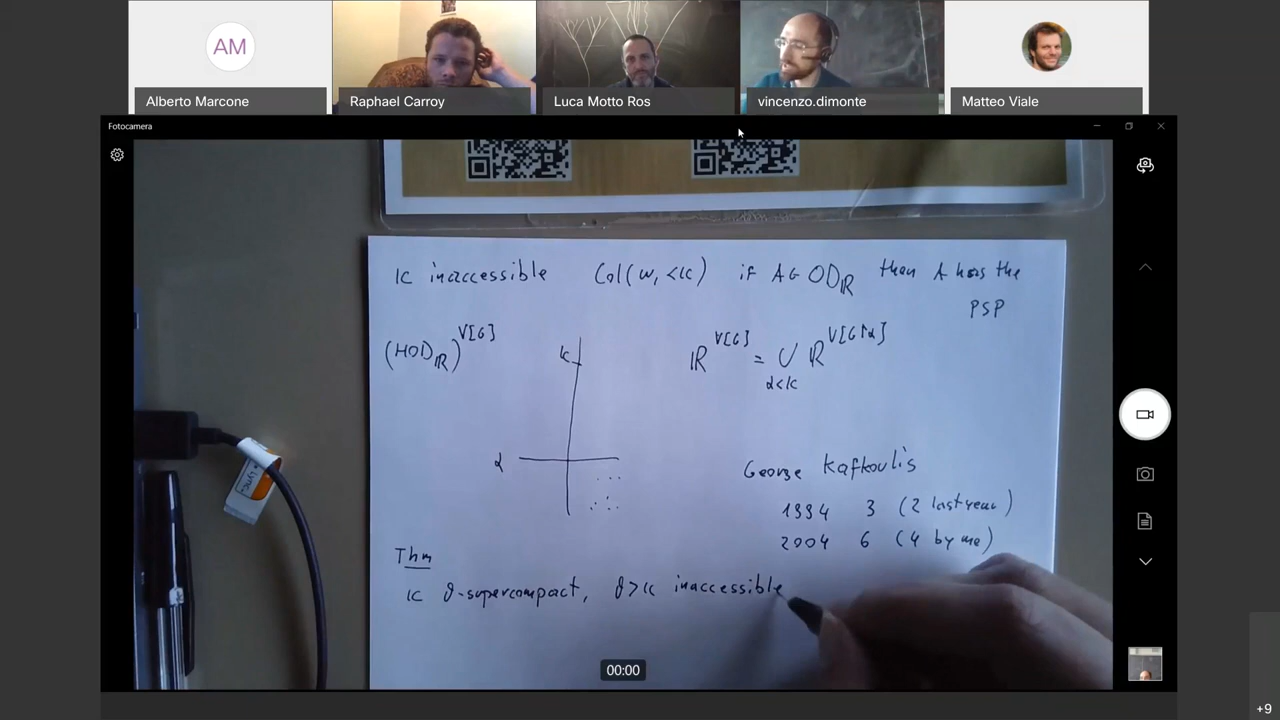 AM
Alberto Marcone
Raphael Carroy
Luca Motto Ros
vincenzo.dimonte
Matteo Viale
Fotocamera
κ inaccessible Col(ω, <κ) if A∈OD_ℝ then A has the
PSP
(HOD_ℝ)^V[G]
κ
ℝ^V[G] = ∪_α<κ ℝ^V[G↾α]
α
George Kafkoulis
1994 3 (2 last year)
2004 6 (4 by me)
Thm
κ θ-supercompact, θ>κ inaccessible
00:00
+9